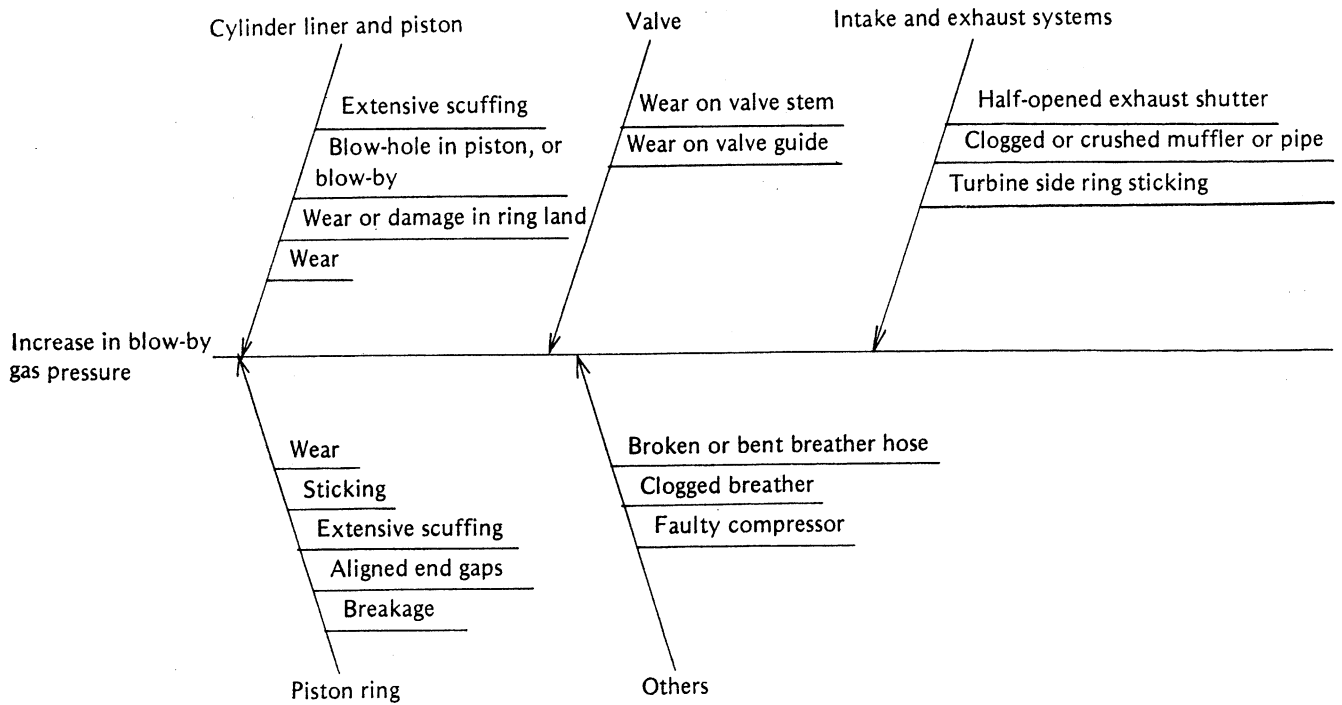 Cylinder liner and piston
Extensive scuffing
Blow-hole in piston, or
blow-by
Wear or damage in ring land
Wear
Valve
Wear on valve stem
Wear on valve guide
Intake and exhaust systems
Half-opened exhaust shutter
Clogged or crushed muffler or pipe
Turbine side ring sticking
Increase in blow-by
gas pressure
Wear
Sticking
Extensive scuffing
Aligned end gaps
Breakage
Piston ring
Broken or bent breather hose
Clogged breather
Faulty compressor
Others